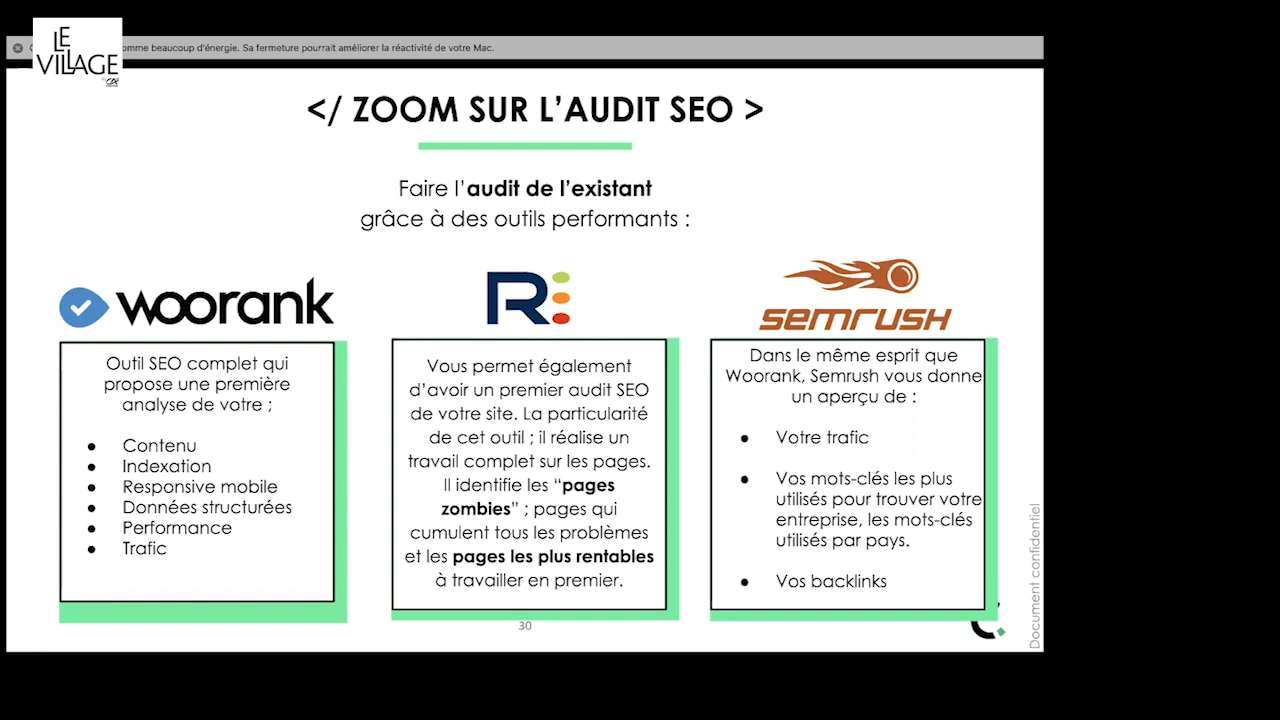 LE
VILLAGE
by CA
omme beaucoup d'énergie. Sa fermeture pourrait améliorer la réactivité de votre Mac.
</ ZOOM SUR L'AUDIT SEO >
Faire l'audit de l'existant
grâce à des outils performants :
woorank
Outil SEO complet qui
propose une première
analyse de votre ;
● Contenu
● Indexation
● Responsive mobile
● Données structurées
● Performance
● Trafic
R
Vous permet également
d'avoir un premier audit SEO
de votre site. La particularité
de cet outil ; il réalise un
travail complet sur les pages.
Il identifie les “pages
zombies” ; pages qui
cumulent tous les problèmes
et les pages les plus rentables
à travailler en premier.
semrush
Dans le même esprit que
Woorank, Semrush vous donne
un aperçu de :
● Votre trafic
● Vos mots-clés les plus
utilisés pour trouver votre
entreprise, les mots-clés
utilisés par pays.
● Vos backlinks
30
Document confidentiel